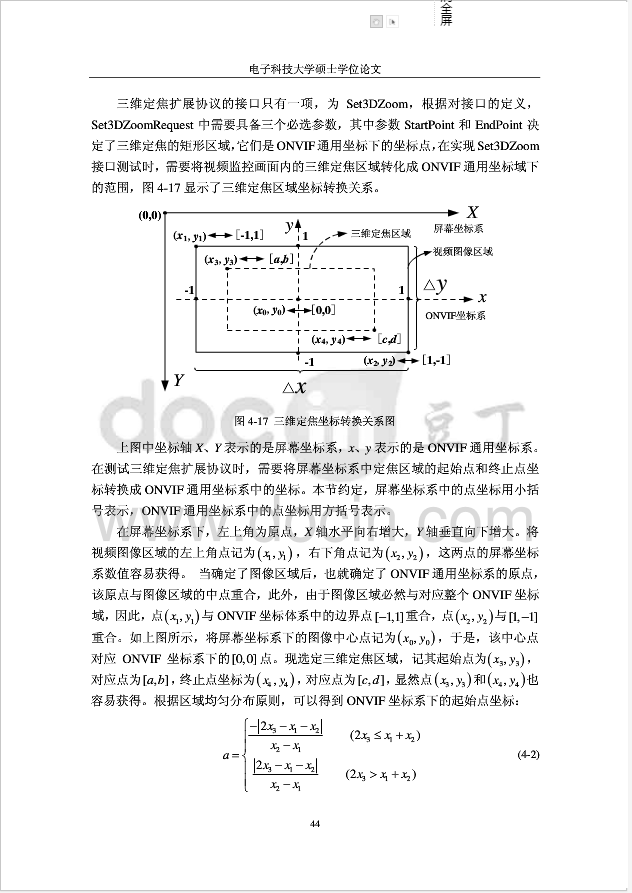 全
屏
电子科技大学硕士学位论文
三维定焦扩展协议的接口只有一项，为 Set3DZoom，根据对接口的定义，
Set3DZoomRequest 中需要具备三个必选参数，其中参数 StartPoint 和 EndPoint 决
定了三维定焦的矩形区域，它们是ONVIF通用坐标下的坐标点，在实现Set3DZoom
接口测试时，需要将视频监控画面内的三维定焦区域转化成 ONVIF 通用坐标域下
的范围，图 4-17 显示了三维定焦区域坐标转换关系。
(0,0) X
屏幕坐标系
(x₁, y₁) [-1,1] y 1 三维定焦区域
视频图像区域
(x₃, y₃) [a,b]
-1 1 △y x
(x₀, y₀) [0,0] ONVIF坐标系
(x₄, y₄) [c,d]
-1 (x₂, y₂) [1,-1]
Y △x
图 4-17 三维定焦坐标转换关系图
上图中坐标轴 X、Y 表示的是屏幕坐标系，x、y 表示的是 ONVIF 通用坐标系。
在测试三维定焦扩展协议时，需要将屏幕坐标系中定焦区域的起始点和终止点坐
标转换成 ONVIF 通用坐标系中的坐标。本节约定，屏幕坐标系中的点坐标用小括
号表示，ONVIF 通用坐标系中的点坐标用方括号表示。
在屏幕坐标系下，左上角为原点，X 轴水平向右增大，Y 轴垂直向下增大。将
视频图像区域的左上角点记为(x₁, y₁)，右下角点记为(x₂, y₂)，这两点的屏幕坐标
系数值容易获得。 当确定了图像区域后，也就确定了 ONVIF 通用坐标系的原点，
该原点与图像区域的中点重合，此外，由于图像区域必然与对应整个 ONVIF 坐标
域，因此，点(x₁, y₁)与 ONVIF 坐标体系中的边界点[−1,1]重合，点(x₂, y₂)与[1,−1]
重合。如上图所示，将屏幕坐标系下的图像中心点记为(x₀, y₀)，于是，该中心点
对应 ONVIF 坐标系下的[0,0]点。现选定三维定焦区域，记其起始点为(x₃, y₃)，
对应点为[a,b]，终止点坐标为(x₄, y₄)，对应点为[c,d]，显然点(x₃, y₃)和(x₄, y₄)也
容易获得。根据区域均匀分布原则，可以得到 ONVIF 坐标系下的起始点坐标：
a = { −|2x₃ − x₁ − x₂| / (x₂ − x₁) (2x₃ ≤ x₁ + x₂)
|2x₃ − x₁ − x₂| / (x₂ − x₁) (2x₃ > x₁ + x₂) (4-2)
44
docin 豆丁
www.docin.com